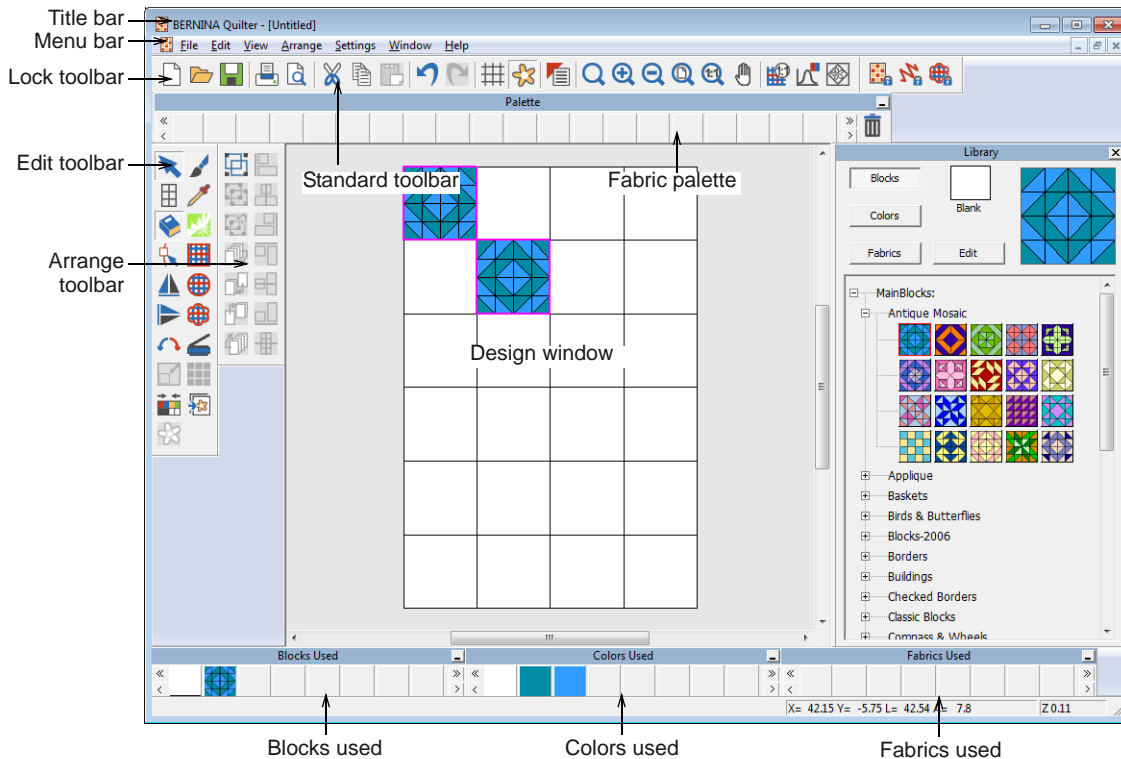 Title bar
BERNINA Quilter - [Untitled]
Menu bar
File Edit View Arrange Settings Window Help
Lock toolbar
1:1
Palette
Edit toolbar
Standard toolbar
Fabric palette
Library
Blocks
Blank
Colors
Fabrics
Edit
Arrange
toolbar
MainBlocks:
Antique Mosaic
Design window
Applique
Baskets
Birds & Butterflies
Blocks-2006
Borders
Buildings
Checked Borders
Classic Blocks
Compass & Wheels
Blocks Used
Colors Used
Fabrics Used
X= 42.15 Y= -5.75 L= 42.54 A= 7.8
Z 0.11
Blocks used
Colors used
Fabrics used